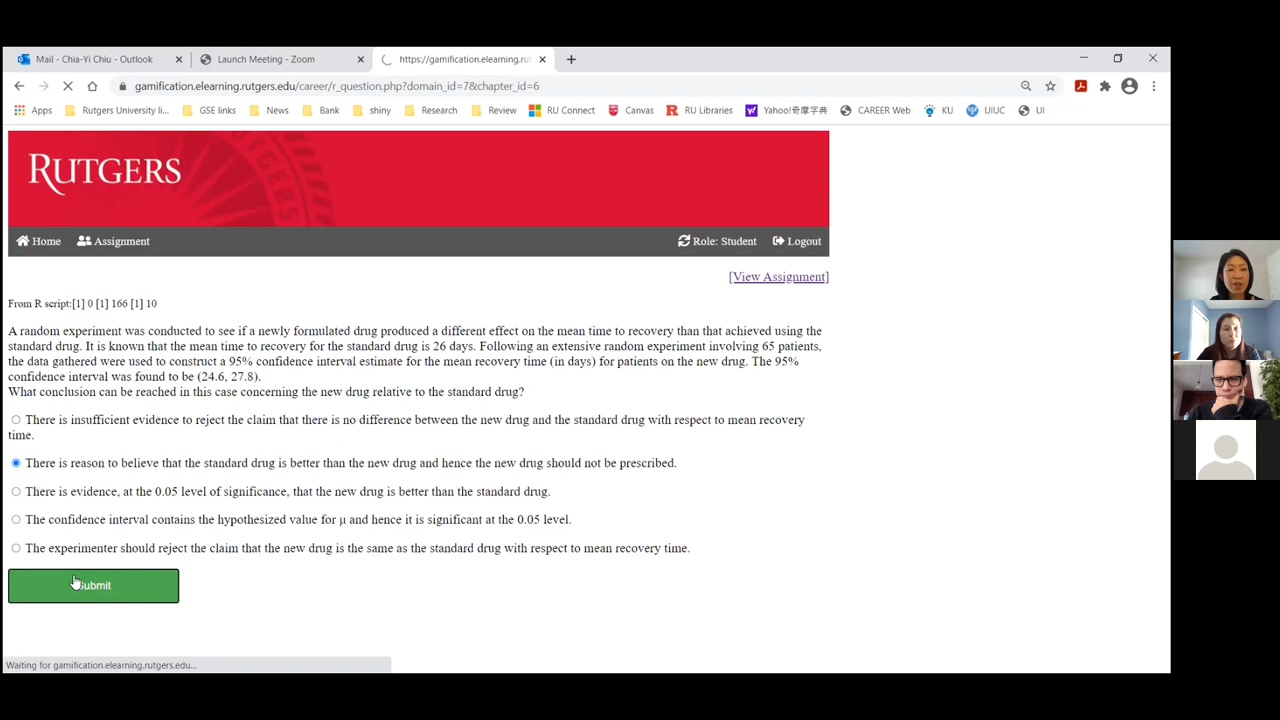 Mail - Chia-Yi Chiu - Outlook
Launch Meeting - Zoom
https://gamification.elearning.rut
gamification.elearning.rutgers.edu/career/r_question.php?domain_id=7&chapter_id=6
Apps Rutgers University li... GSE links News Bank shiny Research Review RU Connect Canvas RU Libraries Yahoo!奇摩字典 CAREER Web KU UIUC UI
RUTGERS
Home Assignment Role: Student Logout
[View Assignment]
From R script:[1] 0 [1] 166 [1] 10
A random experiment was conducted to see if a newly formulated drug produced a different effect on the mean time to recovery than that achieved using the
standard drug. It is known that the mean time to recovery for the standard drug is 26 days. Following an extensive random experiment involving 65 patients,
the data gathered were used to construct a 95% confidence interval estimate for the mean recovery time (in days) for patients on the new drug. The 95%
confidence interval was found to be (24.6, 27.8).
What conclusion can be reached in this case concerning the new drug relative to the standard drug?
There is insufficient evidence to reject the claim that there is no difference between the new drug and the standard drug with respect to mean recovery
time.
There is reason to believe that the standard drug is better than the new drug and hence the new drug should not be prescribed.
There is evidence, at the 0.05 level of significance, that the new drug is better than the standard drug.
The confidence interval contains the hypothesized value for μ and hence it is significant at the 0.05 level.
The experimenter should reject the claim that the new drug is the same as the standard drug with respect to mean recovery time.
Submit
Waiting for gamification.elearning.rutgers.edu...